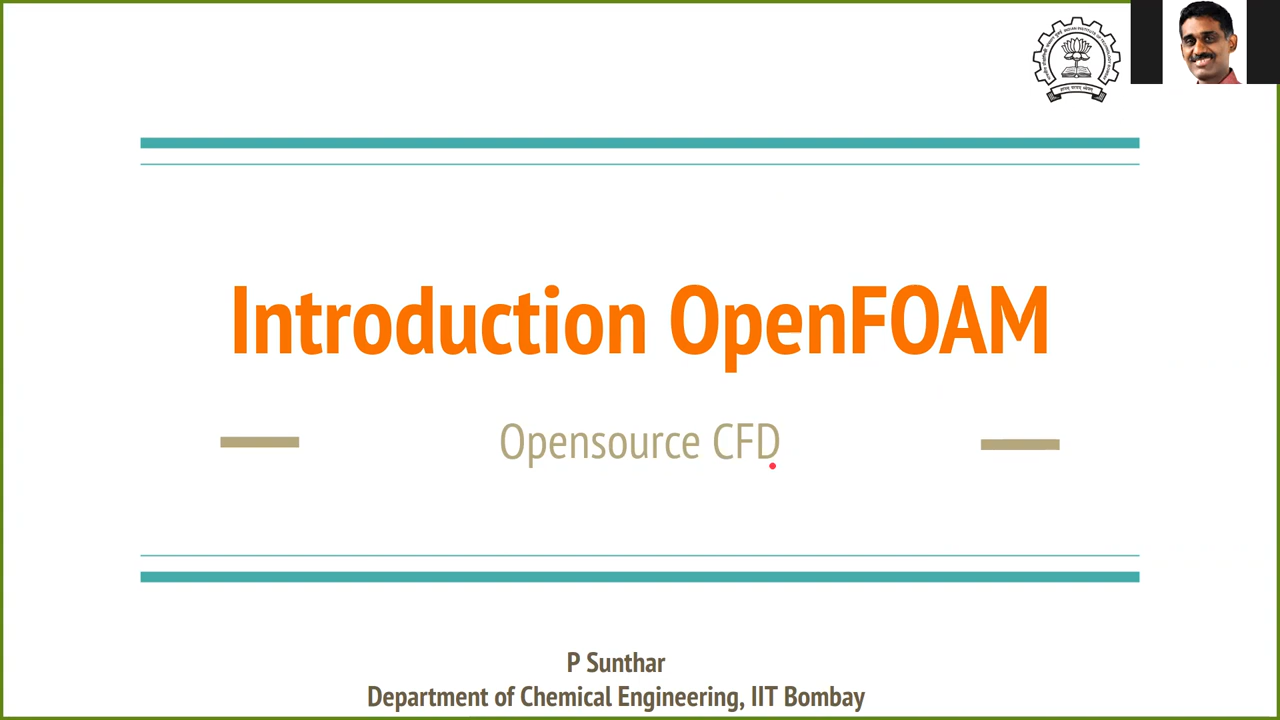 Introduction OpenFOAM
Opensource CFD
P Sunthar
Department of Chemical Engineering, IIT Bombay